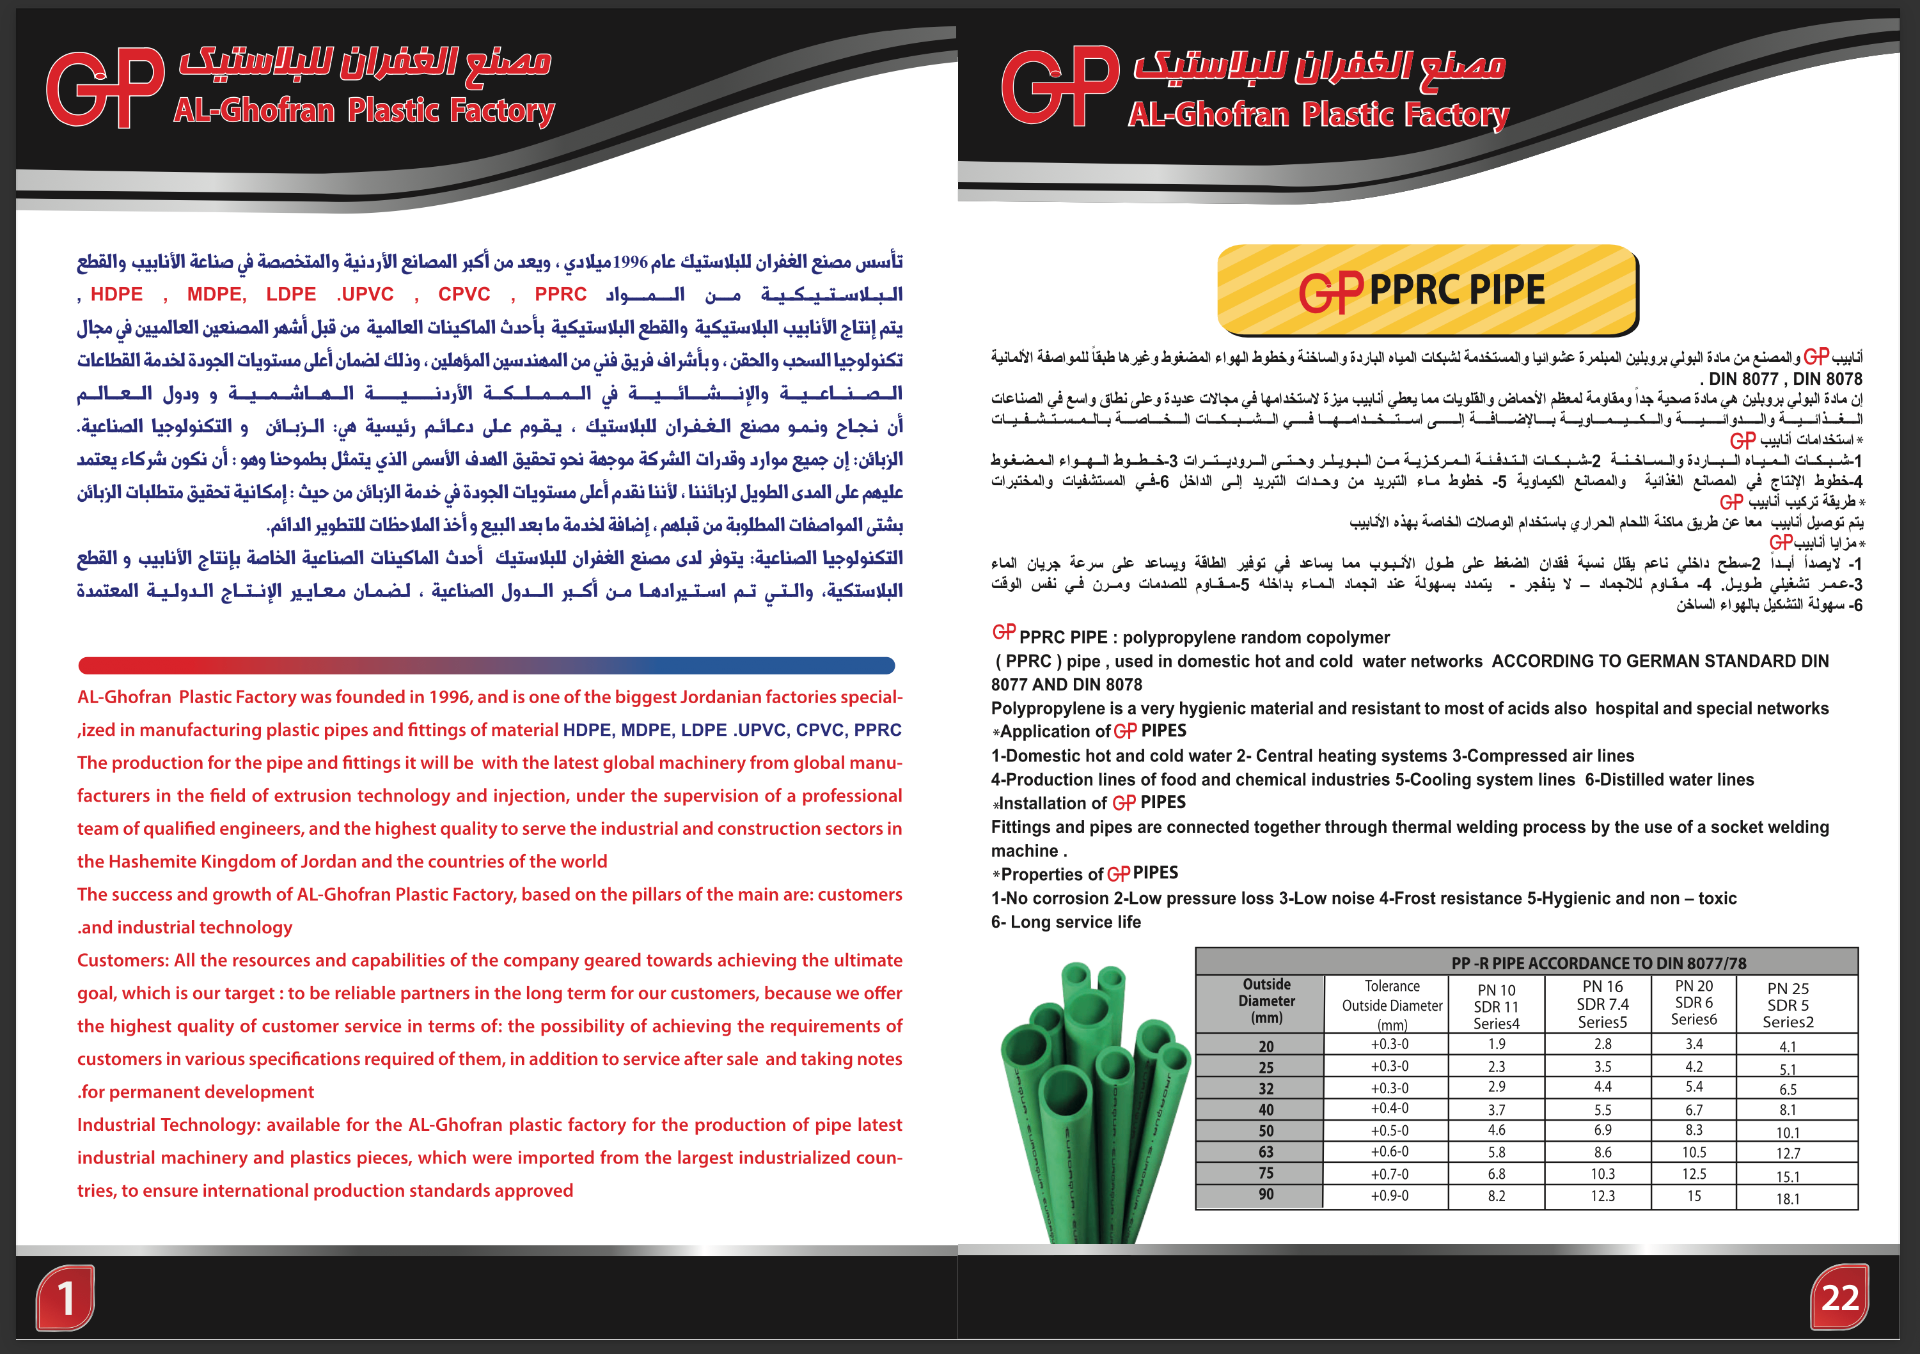 GP مصنع الغفران للبلاستيك
AL-Ghofran Plastic Factory
تأسس مصنع الغفران للبلاستيك عام 1996ميلادي ، ويعد من أكبر المصانع الأردنية والمتخصصة في صناعة الأنابيب والقطع
البلاستيكية من المواد HDPE , MDPE, LDPE .UPVC , CPVC , PPRC ,
يتم إنتاج الأنابيب البلاستيكية والقطع البلاستيكية بأحدث الماكينات العالمية من قبل أشهر المصنعين العالميين في مجال
تكنولوجيا السحب والحقن ، وبأشراف فريق فني من المهندسين المؤهلين ، وذلك لضمان أعلى مستويات الجودة لخدمة القطاعات
الصناعية والإنشائية في المملكة الأردنية الهاشمية و ودول العالم
أن نجاح ونمو مصنع الغفران للبلاستيك ، يقوم على دعائم رئيسية هي: الزبائن و التكنولوجيا الصناعية.
الزبائن: إن جميع موارد وقدرات الشركة موجهة نحو تحقيق الهدف الأسمى الذي يتمثل بطموحنا وهو : أن نكون شركاء يعتمد
عليهم على المدى الطويل لزبائننا ، لأننا نقدم أعلى مستويات الجودة في خدمة الزبائن من حيث : إمكانية تحقيق متطلبات الزبائن
بشتى المواصفات المطلوبة من قبلهم ، إضافة لخدمة ما بعد البيع و أخذ الملاحظات للتطوير الدائم.
التكنولوجيا الصناعية: يتوفر لدى مصنع الغفران للبلاستيك أحدث الماكينات الصناعية الخاصة بإنتاج الأنابيب و القطع
البلاستكية، والتي تم استيرادها من أكبر الدول الصناعية ، لضمان معايير الإنتاج الدولية المعتمدة
AL-Ghofran Plastic Factory was founded in 1996, and is one of the biggest Jordanian factories special-
,ized in manufacturing plastic pipes and fittings of material HDPE, MDPE, LDPE .UPVC, CPVC, PPRC
The production for the pipe and fittings it will be with the latest global machinery from global manu-
facturers in the field of extrusion technology and injection, under the supervision of a professional
team of qualified engineers, and the highest quality to serve the industrial and construction sectors in
the Hashemite Kingdom of Jordan and the countries of the world
The success and growth of AL-Ghofran Plastic Factory, based on the pillars of the main are: customers
.and industrial technology
Customers: All the resources and capabilities of the company geared towards achieving the ultimate
goal, which is our target : to be reliable partners in the long term for our customers, because we offer
the highest quality of customer service in terms of: the possibility of achieving the requirements of
customers in various specifications required of them, in addition to service after sale and taking notes
.for permanent development
Industrial Technology: available for the AL-Ghofran plastic factory for the production of pipe latest
industrial machinery and plastics pieces, which were imported from the largest industrialized coun-
tries, to ensure international production standards approved
1
GP مصنع الغفران للبلاستيك
AL-Ghofran Plastic Factory
GP PPRC PIPE
أنابيب GP والمصنع من مادة البولي بروبلين المبلمرة عشوائيا والمستخدمة لشبكات المياه الباردة والساخنة وخطوط الهواء المضغوط وغيرها طبقاً للمواصفة الألمانية
. DIN 8077 , DIN 8078
إن مادة البولي بروبلين هي مادة صحية جداً ومقاومة لمعظم الأحماض والقلويات مما يعطي أنابيب ميزة لاستخدامها في مجالات عديدة وعلى نطاق واسع في الصناعات
الغذائية والدوائية والكيماوية بالإضافة إلى استخدامها في الشبكات الخاصة بالمستشفيات
* استخدامات أنابيب GP
1-شبكات المياه الباردة والساخنة 2-شبكات التدفئة المركزية من البويلر وحتى الروديترات 3-خطوط الهواء المضغوط
4-خطوط الإنتاج في المصانع الغذائية والمصانع الكيماوية 5- خطوط ماء التبريد من وحدات التبريد إلى الداخل 6-في المستشفيات والمختبرات
* طريقة تركيب أنابيب GP
يتم توصيل أنابيب معا عن طريق ماكنة اللحام الحراري باستخدام الوصلات الخاصة بهذه الأنابيب
* مزايا أنابيب GP
1- لايصدأ أبداً 2-سطح داخلي ناعم يقلل نسبة فقدان الضغط على طول الأنبوب مما يساعد في توفير الطاقة ويساعد على سرعة جريان الماء
3-عمر تشغيلي طويل. 4- مقاوم للانجماد – لا ينفجر - يتمدد بسهولة عند انجماد الماء بداخله 5-مقاوم للصدمات ومرن في نفس الوقت
6- سهولة التشكيل بالهواء الساخن
GP PPRC PIPE : polypropylene random copolymer
( PPRC ) pipe , used in domestic hot and cold water networks ACCORDING TO GERMAN STANDARD DIN
8077 AND DIN 8078
Polypropylene is a very hygienic material and resistant to most of acids also hospital and special networks
*Application of GP PIPES
1-Domestic hot and cold water 2- Central heating systems 3-Compressed air lines
4-Production lines of food and chemical industries 5-Cooling system lines 6-Distilled water lines
*Installation of GP PIPES
Fittings and pipes are connected together through thermal welding process by the use of a socket welding
machine .
*Properties of GP PIPES
1-No corrosion 2-Low pressure loss 3-Low noise 4-Frost resistance 5-Hygienic and non – toxic
6- Long service life
PP -R PIPE ACCORDANCE TO DIN 8077/78
Outside Diameter (mm) Tolerance Outside Diameter (mm) PN 10 SDR 11 Series4 PN 16 SDR 7.4 Series5 PN 20 SDR 6 Series6 PN 25 SDR 5 Series2
20 +0.3-0 1.9 2.8 3.4 4.1
25 +0.3-0 2.3 3.5 4.2 5.1
32 +0.3-0 2.9 4.4 5.4 6.5
40 +0.4-0 3.7 5.5 6.7 8.1
50 +0.5-0 4.6 6.9 8.3 10.1
63 +0.6-0 5.8 8.6 10.5 12.7
75 +0.7-0 6.8 10.3 12.5 15.1
90 +0.9-0 8.2 12.3 15 18.1
22